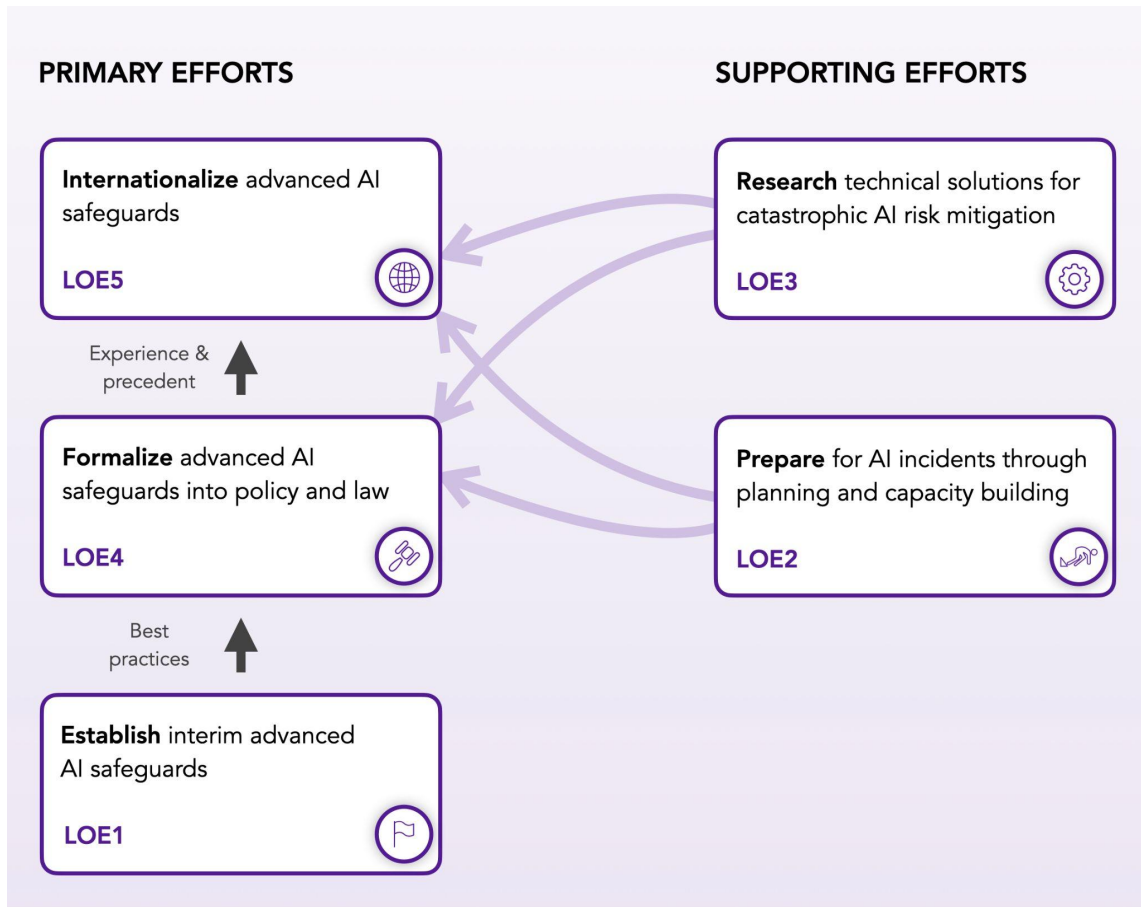 PRIMARY EFFORTS
SUPPORTING EFFORTS
Internationalize advanced AI
safeguards
LOE5
Research technical solutions for
catastrophic AI risk mitigation
LOE3
Experience &
precedent
Formalize advanced AI
safeguards into policy and law
LOE4
Prepare for AI incidents through
planning and capacity building
LOE2
Best
practices
Establish interim advanced
AI safeguards
LOE1